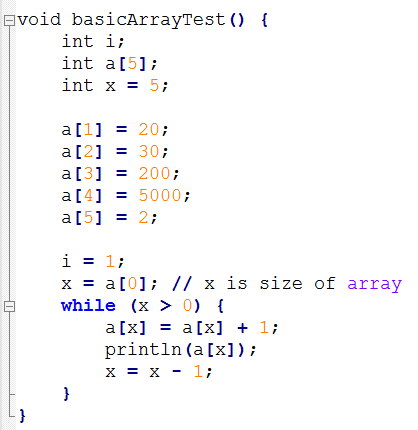 void basicArrayTest() {
    int i;
    int a[5];
    int x = 5;

    a[1] = 20;
    a[2] = 30;
    a[3] = 200;
    a[4] = 5000;
    a[5] = 2;

    i = 1;
    x = a[0]; // x is size of array
    while (x > 0) {
        a[x] = a[x] + 1;
        println(a[x]);
        x = x - 1;
    }
}